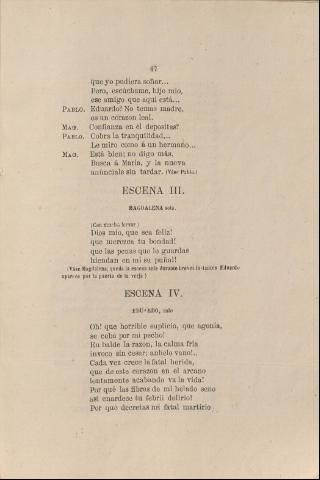 47
que yo pudiera soñar...
Pero, escúchame, hijo mio,
ese amigo que aquí está...
PABLO. Eduardo! No temas madre,
es un corazon leal.
MAG. Confianza en él depositas?
PABLO. Cobra la tranquilidad,..
Le miro como á un hermano...
MAG. Está bien; no digo más.
Busca á María, y la nueva
anúnciale sin tardar. (Váse Pablo.)
ESCENA III.
MAGDALENA sola.
(Con mucho fervor)
Dios mio, que sea feliz!
que merezca tu bondad!
que las penas que le guardas
hiendan en mi su puñal!
(Váse Magdalena; queda la escena sola durante breves instantes Eduardo
aparece por la puerta de la verja)
ESCENA IV.
EDUARDO, solo
Oh! que horrible suplicio, que agonía,
se ceba por mi pecho!
En balde la razon, la calma fria
invoco sin cesar; anhelo vano!..
Cada vez crece la fatal herida,
que de este corazon en el arcano
lentamente acabando va la vida!
Por qué las fibras de mi helado seno
así enardece tu febril delirio!
Por qué decretas mi fatal martirio